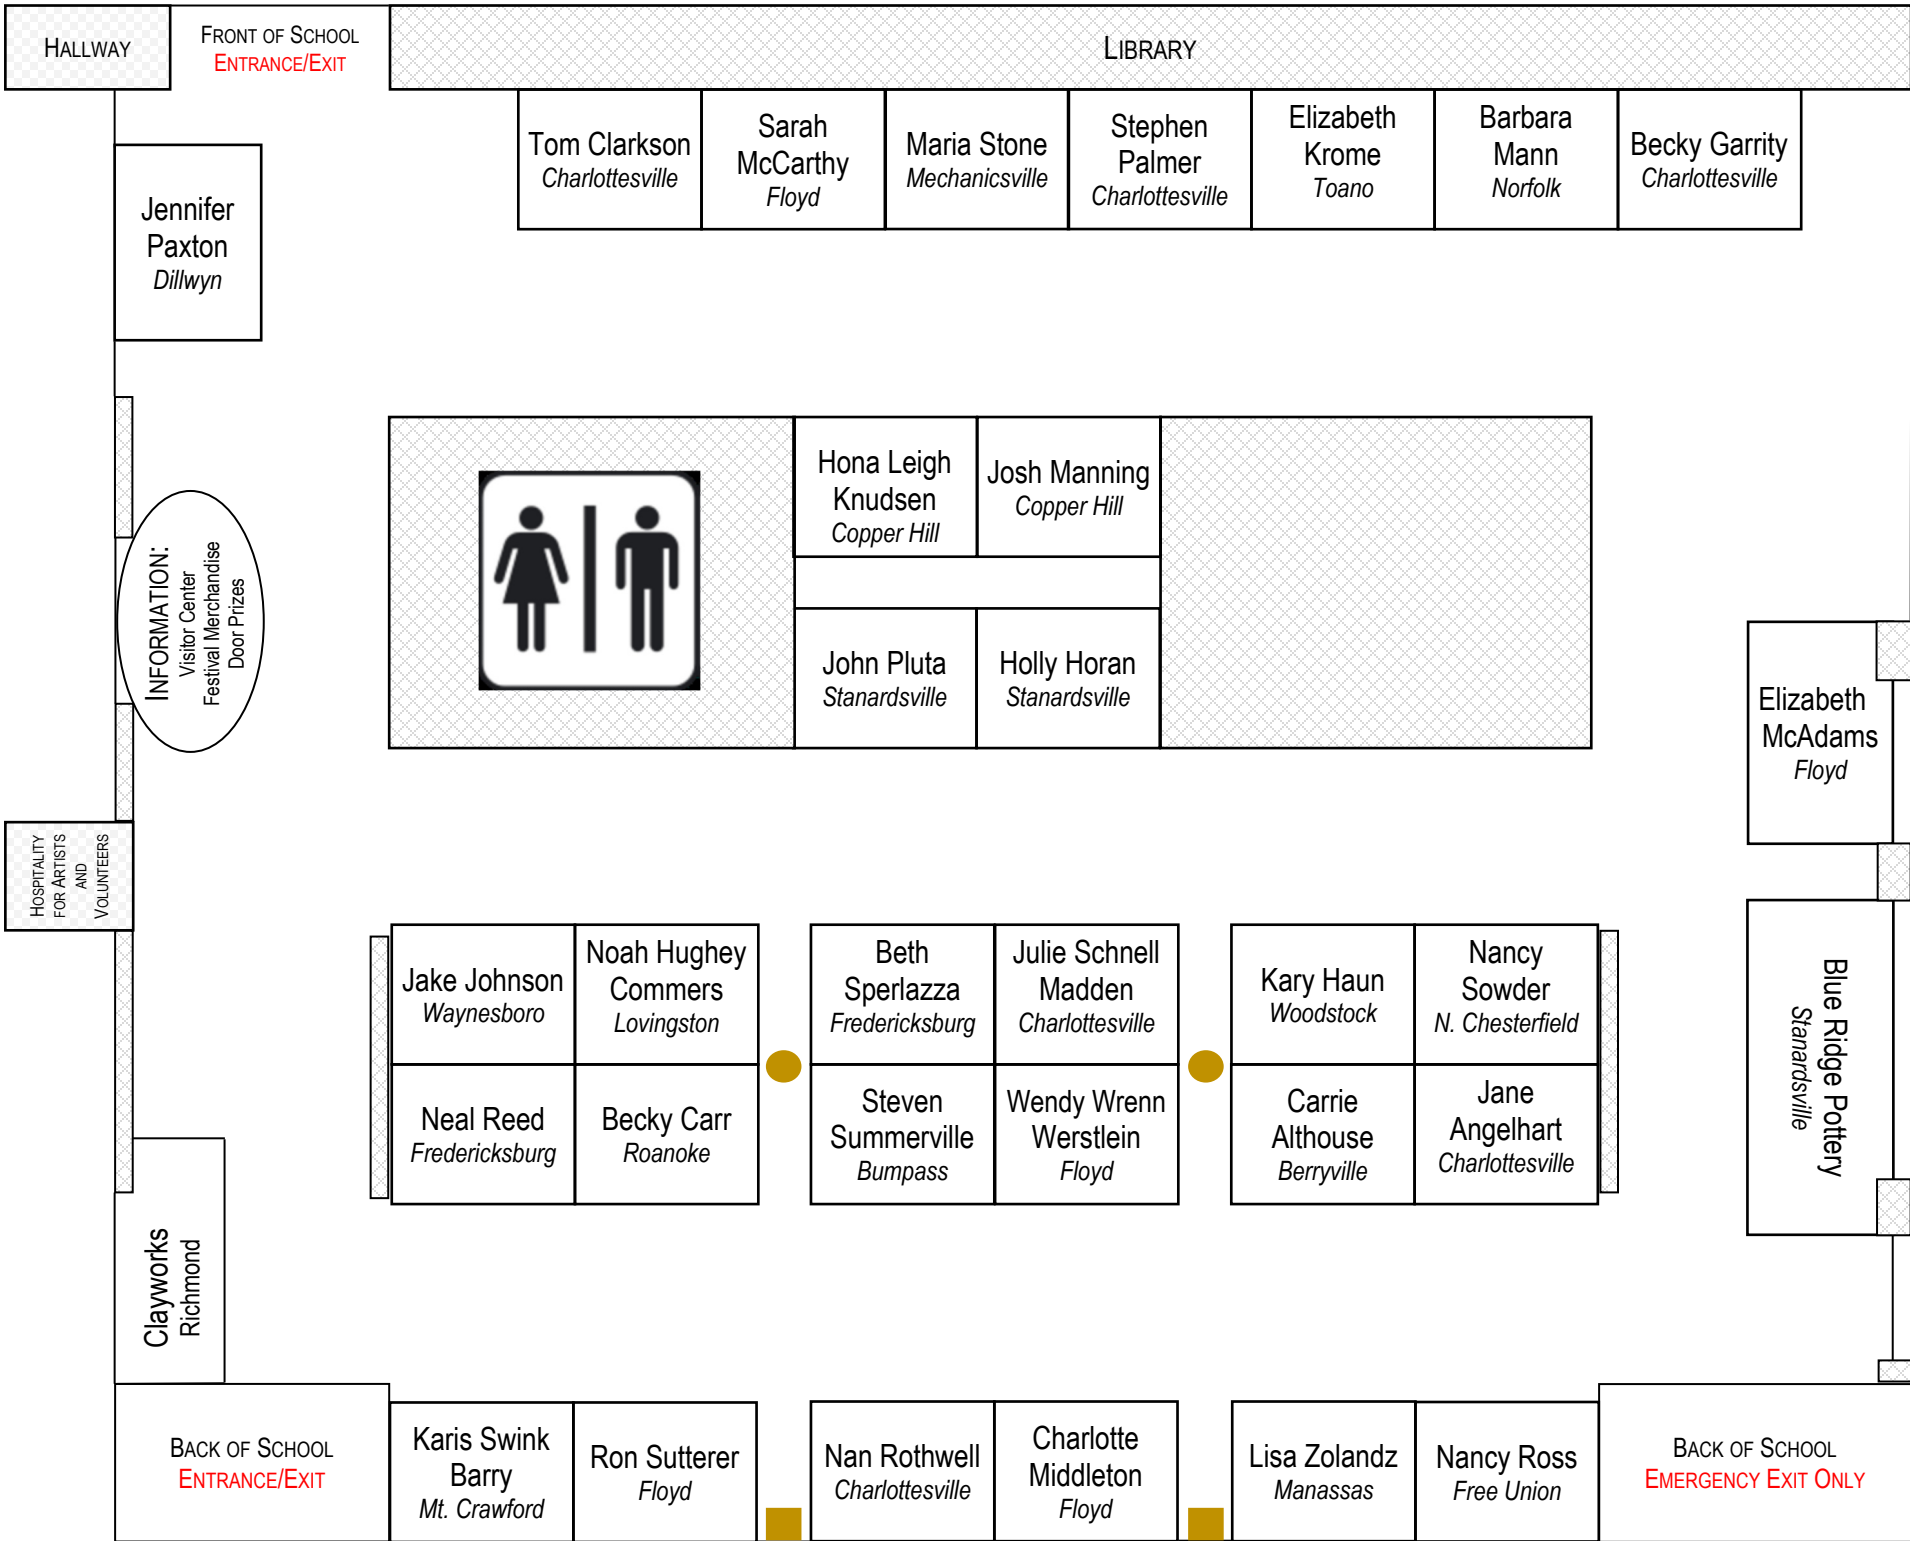 HALLWAY
FRONT OF SCHOOL
ENTRANCE/EXIT
LIBRARY
Tom Clarkson
Charlottesville
Sarah
McCarthy
Floyd
Maria Stone
Mechanicsville
Stephen
Palmer
Charlottesville
Elizabeth
Krome
Toano
Barbara
Mann
Norfolk
Becky Garrity
Charlottesville
Jennifer
Paxton
Dillwyn
Hona Leigh
Knudsen
Copper Hill
Josh Manning
Copper Hill
INFORMATION:
Visitor Center
Festival Merchandise
Door Prizes
John Pluta
Stanardsville
Holly Horan
Stanardsville
Elizabeth
McAdams
Floyd
HOSPITALITY
FOR ARTISTS
AND
VOLUNTEERS
Jake Johnson
Waynesboro
Noah Hughey
Commers
Lovingston
Beth
Sperlazza
Fredericksburg
Julie Schnell
Madden
Charlottesville
Kary Haun
Woodstock
Nancy
Sowder
N. Chesterfield
Blue Ridge Pottery
Stanardsville
Neal Reed
Fredericksburg
Becky Carr
Roanoke
Steven
Summerville
Bumpass
Wendy Wrenn
Werstlein
Floyd
Carrie
Althouse
Berryville
Jane
Angelhart
Charlottesville
Clayworks
Richmond
BACK OF SCHOOL
ENTRANCE/EXIT
Karis Swink
Barry
Mt. Crawford
Ron Sutterer
Floyd
Nan Rothwell
Charlottesville
Charlotte
Middleton
Floyd
Lisa Zolandz
Manassas
Nancy Ross
Free Union
BACK OF SCHOOL
EMERGENCY EXIT ONLY